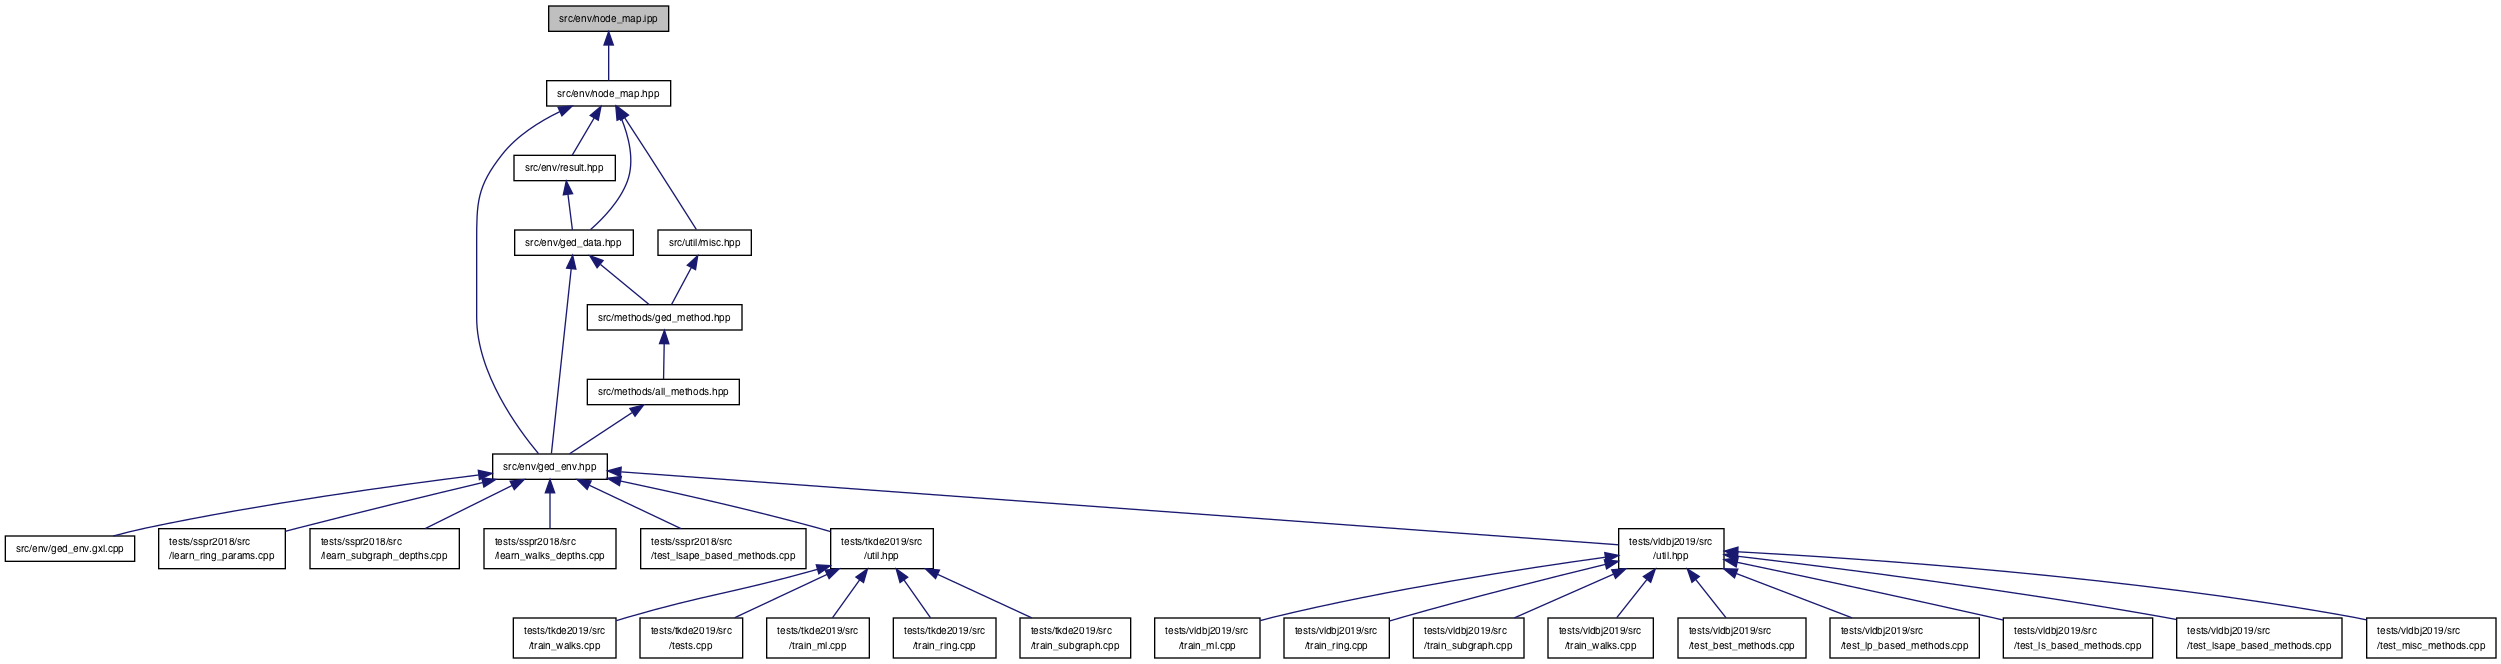 src/env/node_map.ipp
src/env/node_map.hpp
src/env/result.hpp
src/env/ged_data.hpp
src/util/misc.hpp
src/methods/ged_method.hpp
src/methods/all_methods.hpp
src/env/ged_env.hpp
src/env/ged_env.gxl.cpp
tests/sspr2018/src
/learn_ring_params.cpp
tests/sspr2018/src
/learn_subgraph_depths.cpp
tests/sspr2018/src
/learn_walks_depths.cpp
tests/sspr2018/src
/test_lsape_based_methods.cpp
tests/tkde2019/src
/util.hpp
tests/vldbj2019/src
/util.hpp
tests/tkde2019/src
/train_walks.cpp
tests/tkde2019/src
/tests.cpp
tests/tkde2019/src
/train_ml.cpp
tests/tkde2019/src
/train_ring.cpp
tests/tkde2019/src
/train_subgraph.cpp
tests/vldbj2019/src
/train_ml.cpp
tests/vldbj2019/src
/train_ring.cpp
tests/vldbj2019/src
/train_subgraph.cpp
tests/vldbj2019/src
/train_walks.cpp
tests/vldbj2019/src
/test_best_methods.cpp
tests/vldbj2019/src
/test_lp_based_methods.cpp
tests/vldbj2019/src
/test_ls_based_methods.cpp
tests/vldbj2019/src
/test_lsape_based_methods.cpp
tests/vldbj2019/src
/test_misc_methods.cpp